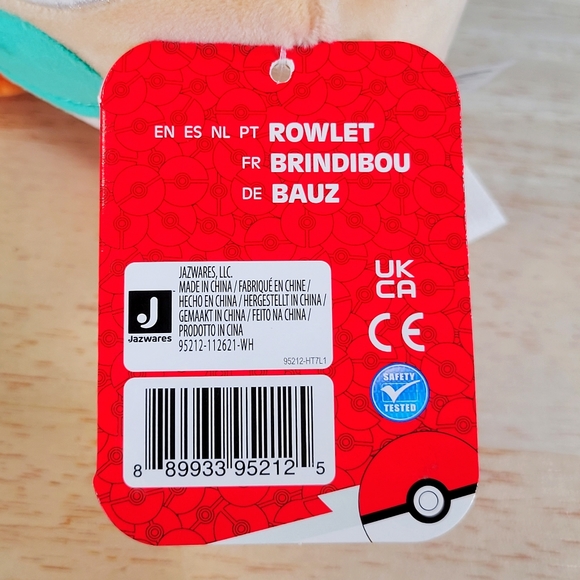 EN ES NL PT ROWLET
FR BRINDIBOU
DE BAUZ
JAZWARES, LLC.
MADE IN CHINA / FABRIQUÉ EN CHINE /
HECHO EN CHINA / HERGESTELLT IN CHINA /
GEMAAKT IN CHINA / FEITO NA CHINA /
PRODOTTO IN CINA
95212-112621-WH
J
Jazwares
95212-HT7L1
UK
CA
CE
SAFETY
TESTED
8 89933 95212 5